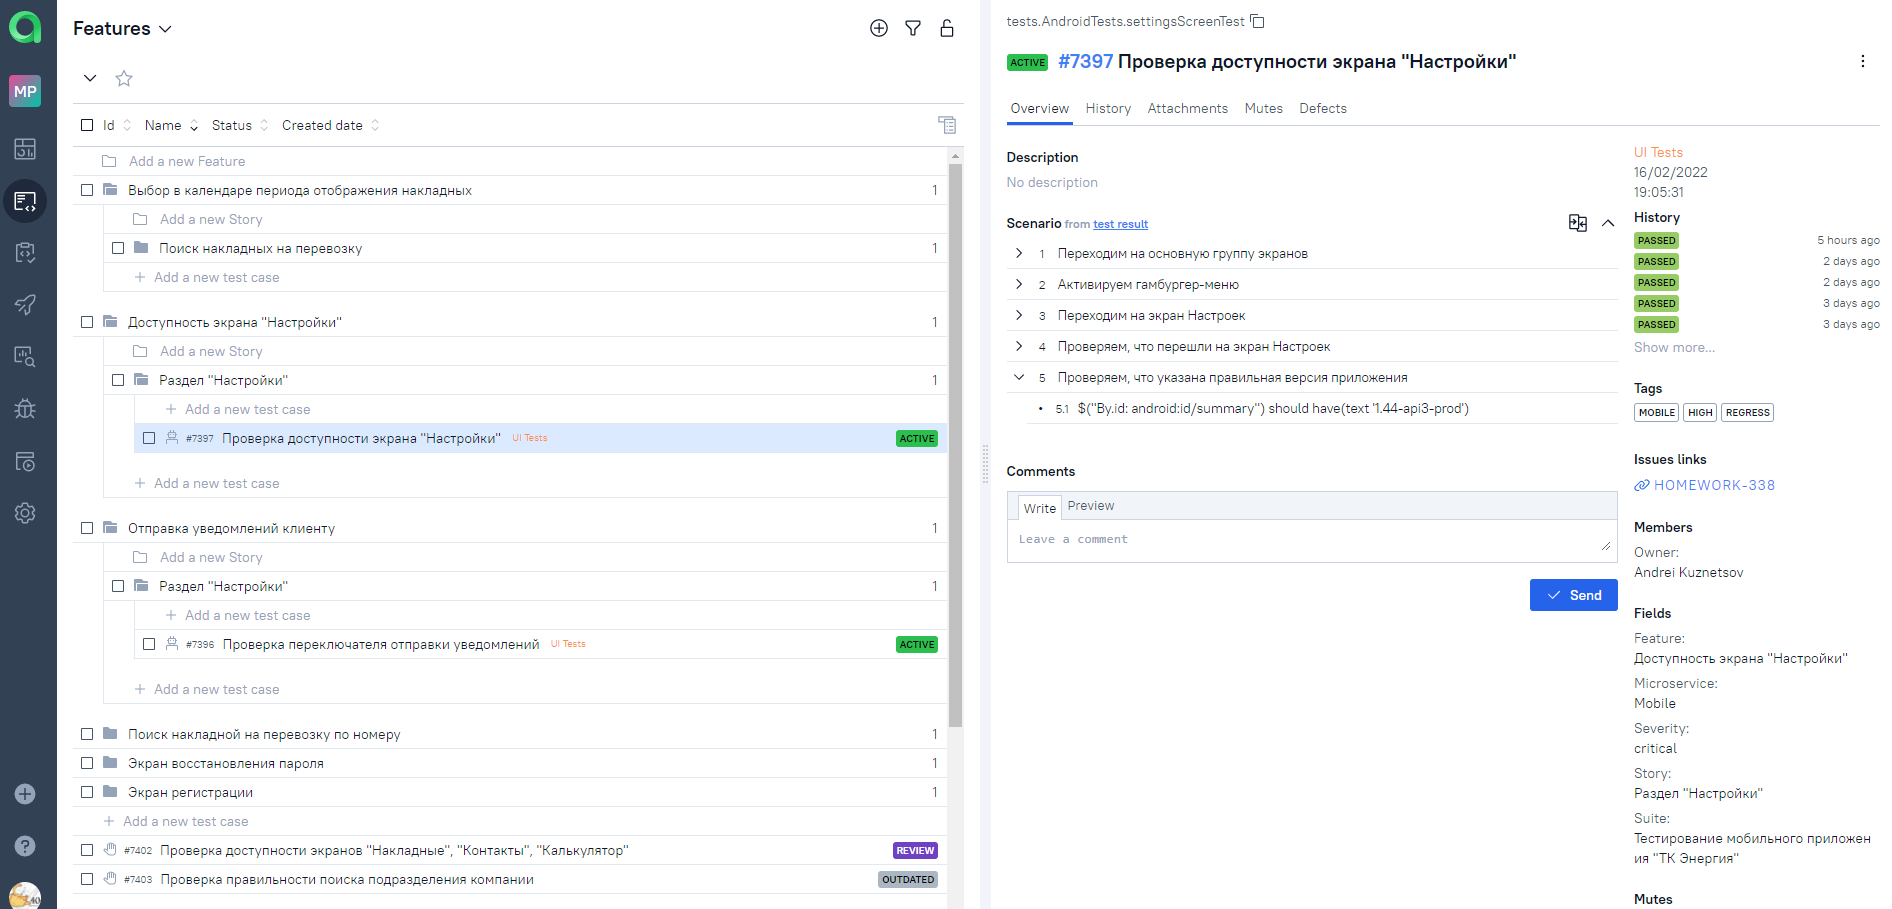 MP
Features
Id
Name
Status
Created date
Add a new Feature
Выбор в календаре периода отображения накладных 1
Add a new Story
Поиск накладных на перевозку 1
Add a new test case
Доступность экрана "Настройки" 1
Add a new Story
Раздел "Настройки" 1
Add a new test case
#7397 Проверка доступности экрана "Настройки" UI Tests ACTIVE
Add a new test case
Отправка уведомлений клиенту 1
Add a new Story
Раздел "Настройки" 1
Add a new test case
#7396 Проверка переключателя отправки уведомлений UI Tests ACTIVE
Add a new test case
Поиск накладной на перевозку по номеру 1
Экран восстановления пароля 1
Экран регистрации 1
Add a new test case
#7402 Проверка доступности экранов "Накладные", "Контакты", "Калькулятор" REVIEW
#7403 Проверка правильности поиска подразделения компании OUTDATED
tests.AndroidTests.settingsScreenTest
ACTIVE #7397 Проверка доступности экрана "Настройки"
Overview History Attachments Mutes Defects
Description
No description
Scenario from test result
1 Переходим на основную группу экранов
2 Активируем гамбургер-меню
3 Переходим на экран Настроек
4 Проверяем, что перешли на экран Настроек
5 Проверяем, что указана правильная версия приложения
• 5.1 $("By.id: android:id/summary") should have(text '1.44-api3-prod')
Comments
Write Preview
Leave a comment
Send
UI Tests
16/02/2022
19:05:31
History
PASSED 5 hours ago
PASSED 2 days ago
PASSED 2 days ago
PASSED 3 days ago
PASSED 3 days ago
Show more...
Tags
MOBILE HIGH REGRESS
Issues links
HOMEWORK-338
Members
Owner:
Andrei Kuznetsov
Fields
Feature:
Доступность экрана "Настройки"
Microservice:
Mobile
Severity:
critical
Story:
Раздел "Настройки"
Suite:
Тестирование мобильного приложен
ия "ТК Энергия"
Mutes